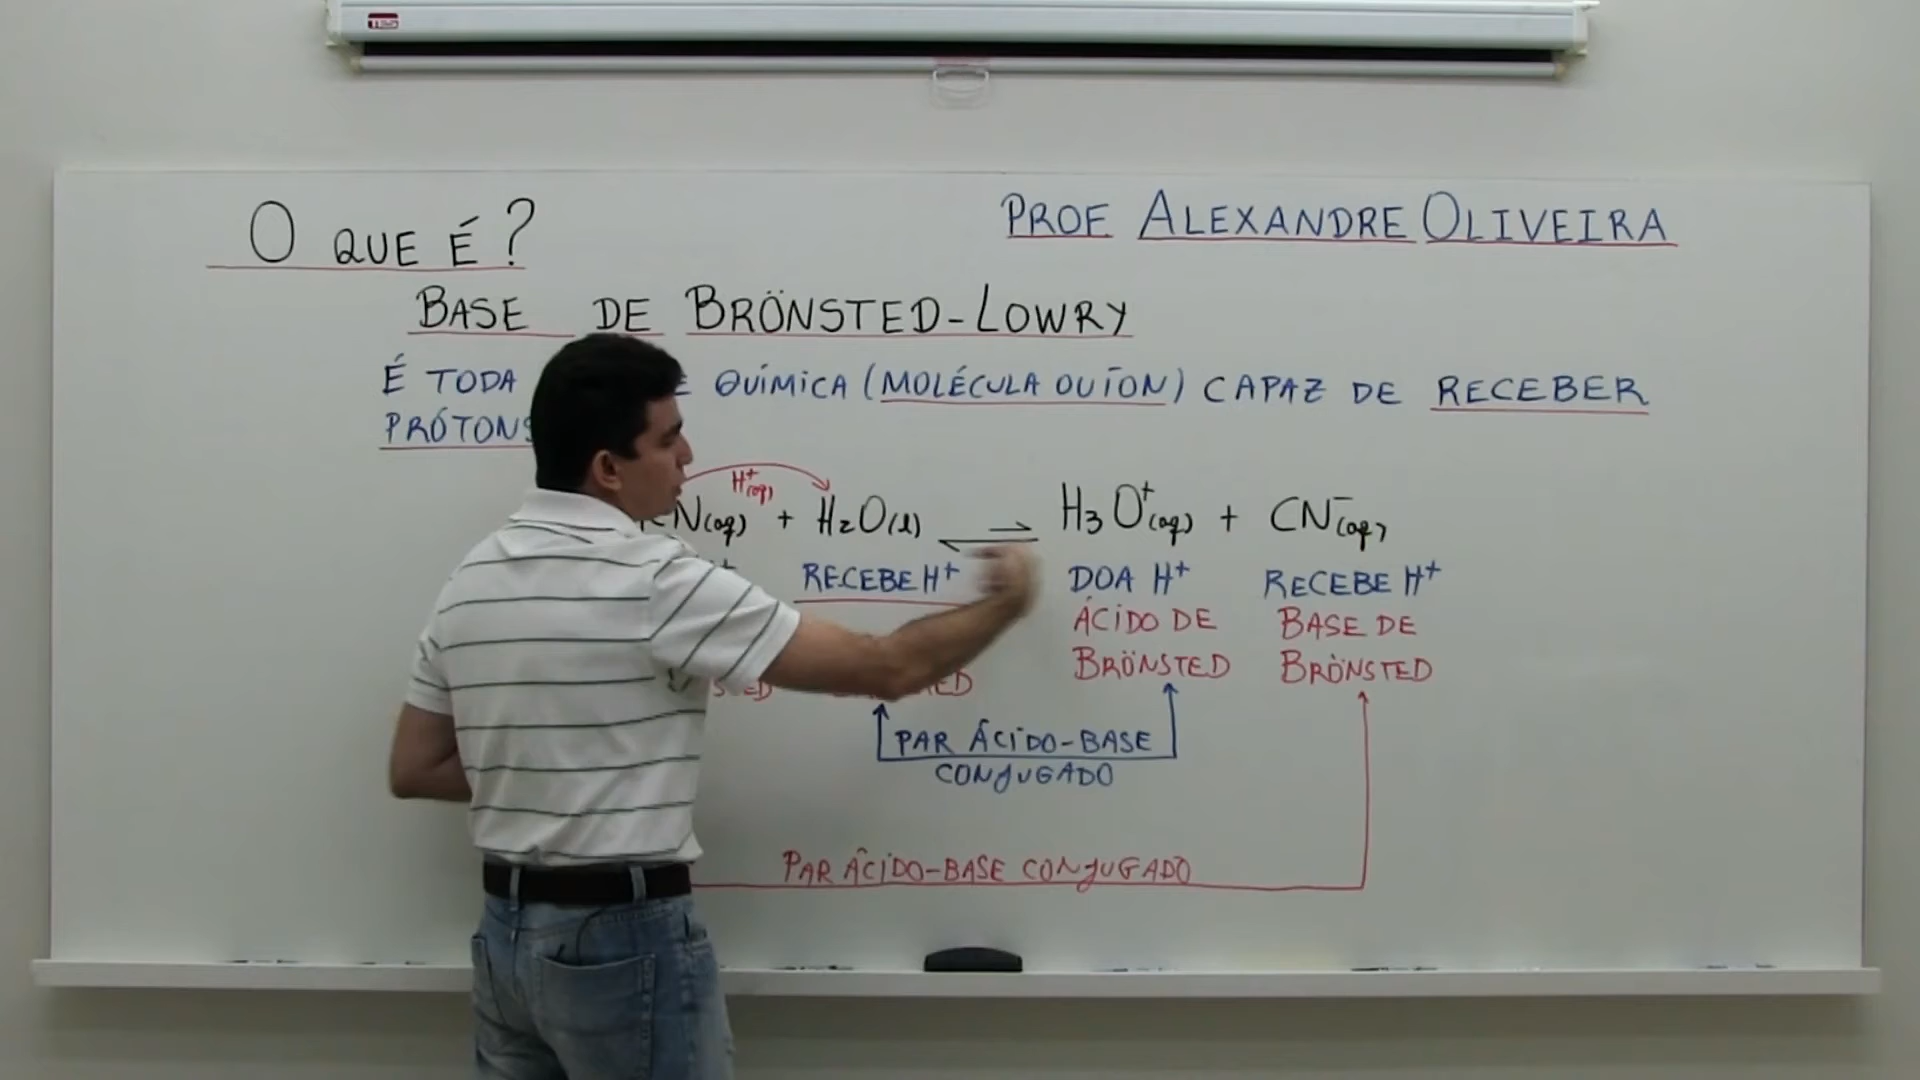 O QUE É?
PROF ALEXANDRE OLIVEIRA
BASE DE BRÖNSTED-LOWRY
É TODA QUÍMICA (MOLÉCULA OU ÍON) CAPAZ DE RECEBER
PRÓTONS
H⁺(aq)
CN(aq) + H₂O(l) ⇌ H₃O⁺(aq) + CN⁻(aq)
RECEBE H⁺ DOA H⁺ RECEBE H⁺
ÁCIDO DE BASE DE
BRÖNSTED BRÖNSTED
PAR ÁCIDO-BASE
CONJUGADO
PAR ÁCIDO-BASE CONJUGADO